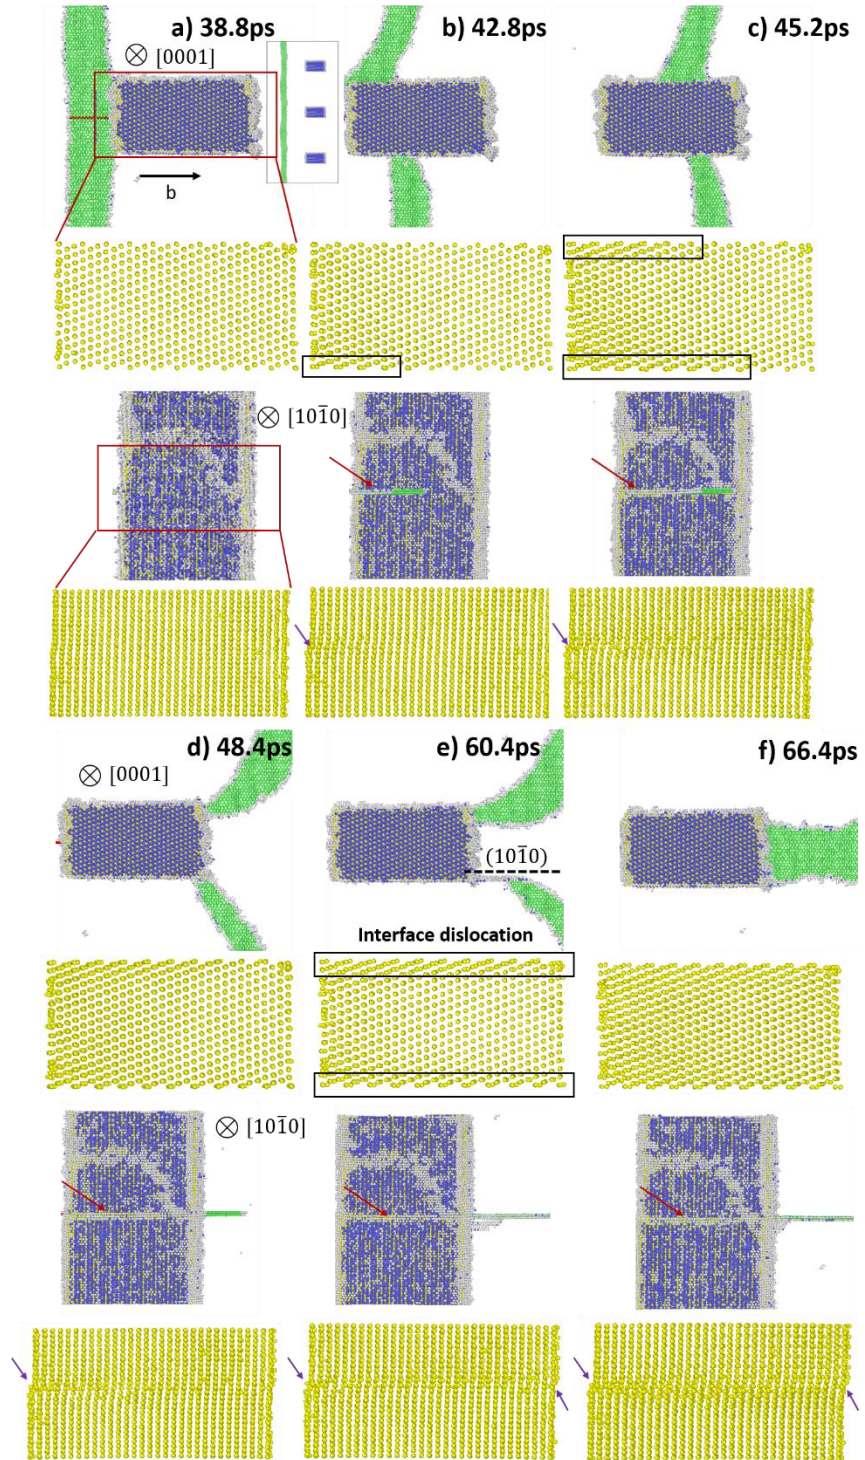 a) 38.8ps
b) 42.8ps
c) 45.2ps
⊗ [0001]
b
⊗ [101̅0]
d) 48.4ps
e) 60.4ps
f) 66.4ps
⊗ [0001]
(101̅0)
Interface dislocation
⊗ [101̅0]